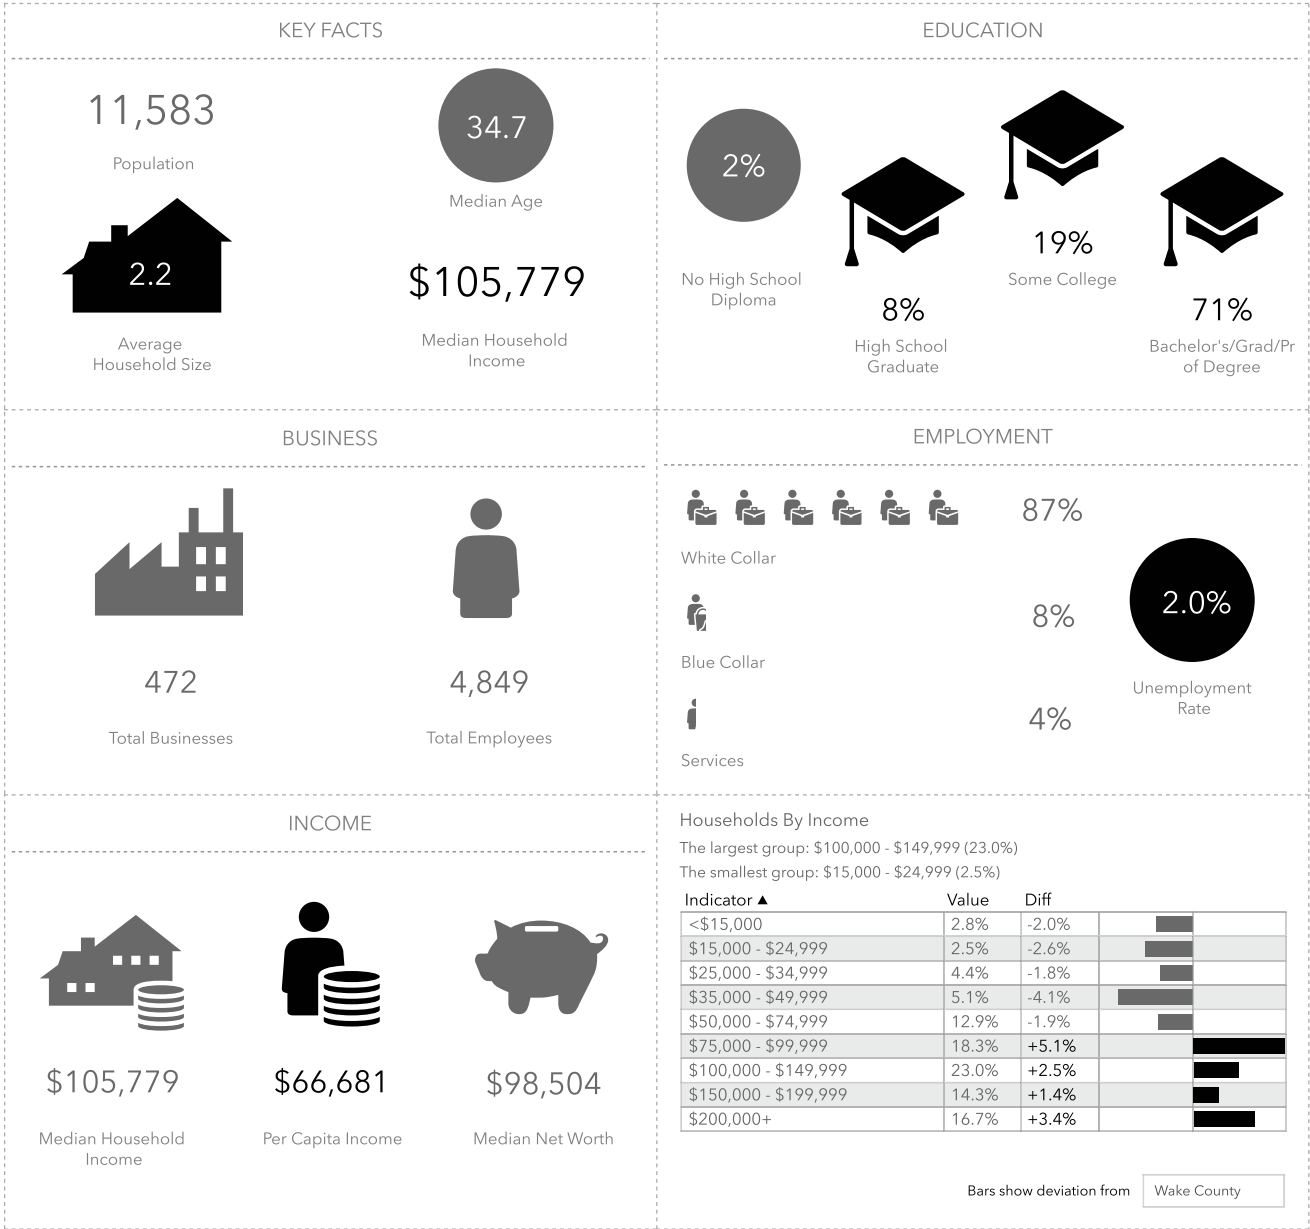 KEY FACTS
11,583
Population
34.7
Median Age
2.2
Average
Household Size
$105,779
Median Household
Income
EDUCATION
2%
No High School
Diploma
8%
High School
Graduate
19%
Some College
71%
Bachelor's/Grad/Pr
of Degree
BUSINESS
472
Total Businesses
4,849
Total Employees
EMPLOYMENT
87%
White Collar
8%
Blue Collar
4%
Services
2.0%
Unemployment
Rate
INCOME
$105,779
Median Household
Income
$66,681
Per Capita Income
$98,504
Median Net Worth
Households By Income
The largest group: $100,000 - $149,999 (23.0%)
The smallest group: $15,000 - $24,999 (2.5%)
Indicator ▲ Value Diff
<$15,000 2.8% -2.0%
$15,000 - $24,999 2.5% -2.6%
$25,000 - $34,999 4.4% -1.8%
$35,000 - $49,999 5.1% -4.1%
$50,000 - $74,999 12.9% -1.9%
$75,000 - $99,999 18.3% +5.1%
$100,000 - $149,999 23.0% +2.5%
$150,000 - $199,999 14.3% +1.4%
$200,000+ 16.7% +3.4%
Bars show deviation from Wake County